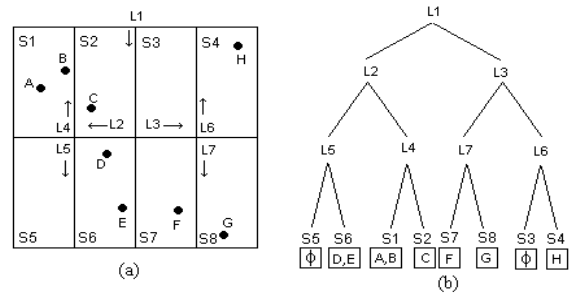 L1
S1
B
S2
S3
S4
H
A
C
L4
L2
L3
L6
L5
D
L7
E
F
G
S5
S6
S7
S8
(a)
L1
L2
L3
L5
L4
L7
L6
S5 S6 S1 S2 S7 S8 S3 S4
ϕ D,E A,B C F G ϕ H
(b)